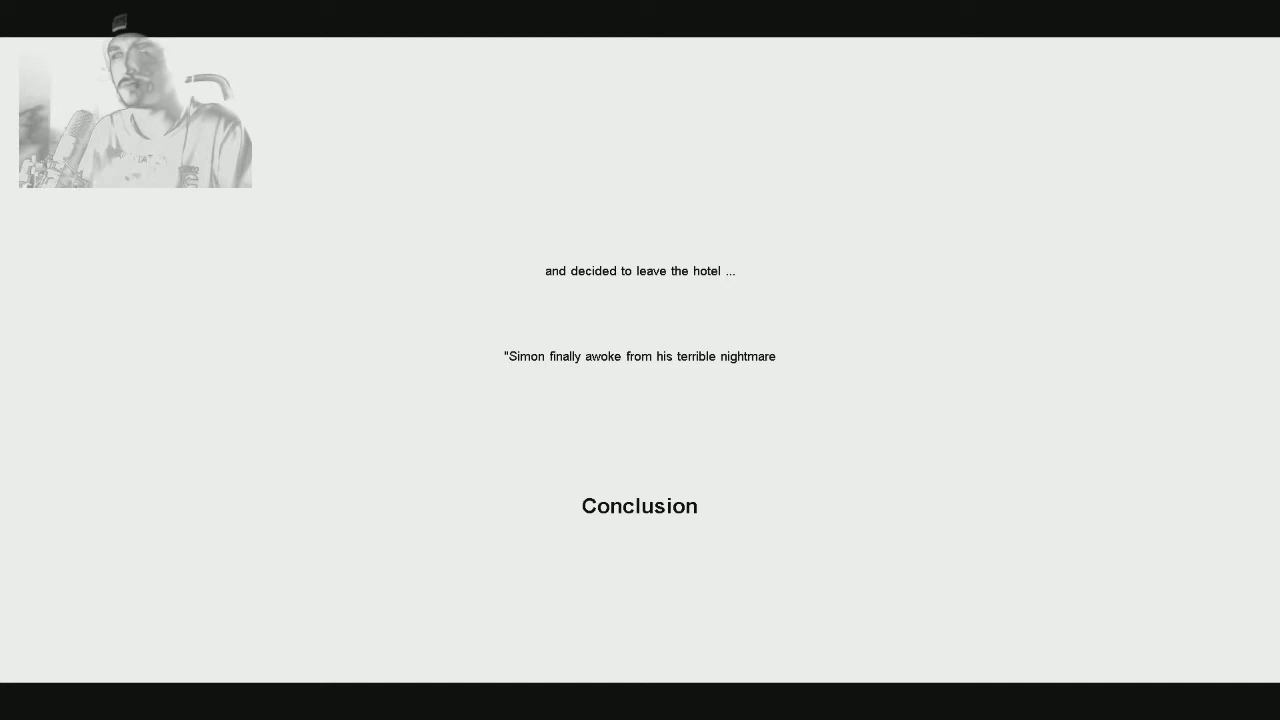 and decided to leave the hotel ...
"Simon finally awoke from his terrible nightmare
Conclusion